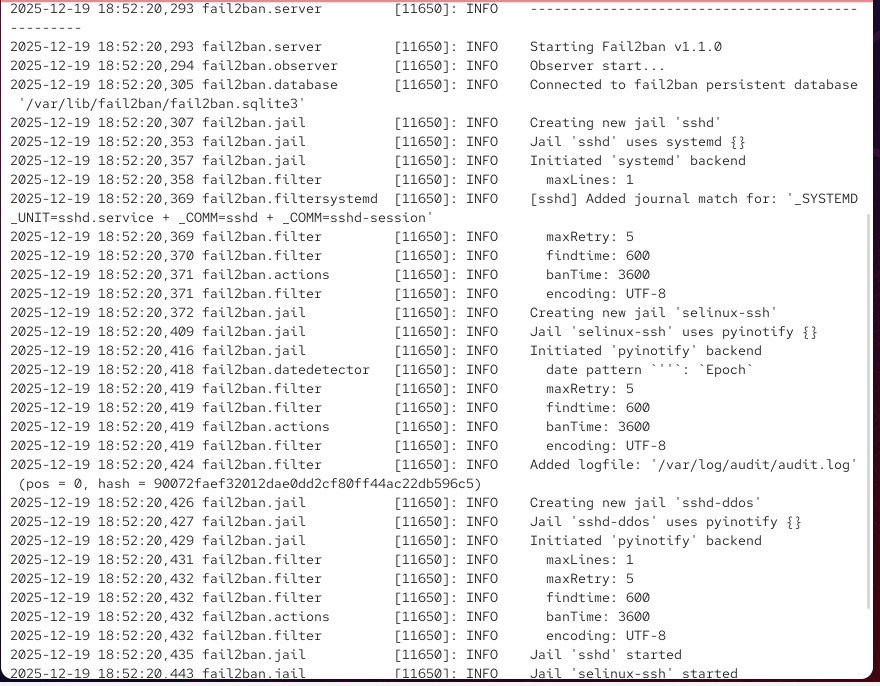 2025-12-19 18:52:20,293 fail2ban.server         [11650]: INFO    -----------------------------------------
---------
2025-12-19 18:52:20,293 fail2ban.server         [11650]: INFO    Starting Fail2ban v1.1.0
2025-12-19 18:52:20,294 fail2ban.observer       [11650]: INFO    Observer start...
2025-12-19 18:52:20,305 fail2ban.database       [11650]: INFO    Connected to fail2ban persistent database
 '/var/lib/fail2ban/fail2ban.sqlite3'
2025-12-19 18:52:20,307 fail2ban.jail           [11650]: INFO    Creating new jail 'sshd'
2025-12-19 18:52:20,353 fail2ban.jail           [11650]: INFO    Jail 'sshd' uses systemd {}
2025-12-19 18:52:20,357 fail2ban.jail           [11650]: INFO    Initiated 'systemd' backend
2025-12-19 18:52:20,358 fail2ban.filter         [11650]: INFO      maxLines: 1
2025-12-19 18:52:20,369 fail2ban.filtersystemd  [11650]: INFO    [sshd] Added journal match for: '_SYSTEMD
_UNIT=sshd.service + _COMM=sshd + _COMM=sshd-session'
2025-12-19 18:52:20,369 fail2ban.filter         [11650]: INFO      maxRetry: 5
2025-12-19 18:52:20,370 fail2ban.filter         [11650]: INFO      findtime: 600
2025-12-19 18:52:20,371 fail2ban.actions        [11650]: INFO      banTime: 3600
2025-12-19 18:52:20,371 fail2ban.filter         [11650]: INFO      encoding: UTF-8
2025-12-19 18:52:20,372 fail2ban.jail           [11650]: INFO    Creating new jail 'selinux-ssh'
2025-12-19 18:52:20,409 fail2ban.jail           [11650]: INFO    Jail 'selinux-ssh' uses pyinotify {}
2025-12-19 18:52:20,416 fail2ban.jail           [11650]: INFO    Initiated 'pyinotify' backend
2025-12-19 18:52:20,418 fail2ban.datedetector   [11650]: INFO      date pattern `''`: `Epoch`
2025-12-19 18:52:20,419 fail2ban.filter         [11650]: INFO      maxRetry: 5
2025-12-19 18:52:20,419 fail2ban.filter         [11650]: INFO      findtime: 600
2025-12-19 18:52:20,419 fail2ban.actions        [11650]: INFO      banTime: 3600
2025-12-19 18:52:20,419 fail2ban.filter         [11650]: INFO      encoding: UTF-8
2025-12-19 18:52:20,424 fail2ban.filter         [11650]: INFO    Added logfile: '/var/log/audit/audit.log'
 (pos = 0, hash = 90072faef32012dae0dd2cf80ff44ac22db596c5)
2025-12-19 18:52:20,426 fail2ban.jail           [11650]: INFO    Creating new jail 'sshd-ddos'
2025-12-19 18:52:20,427 fail2ban.jail           [11650]: INFO    Jail 'sshd-ddos' uses pyinotify {}
2025-12-19 18:52:20,429 fail2ban.jail           [11650]: INFO    Initiated 'pyinotify' backend
2025-12-19 18:52:20,431 fail2ban.filter         [11650]: INFO      maxLines: 1
2025-12-19 18:52:20,432 fail2ban.filter         [11650]: INFO      maxRetry: 5
2025-12-19 18:52:20,432 fail2ban.filter         [11650]: INFO      findtime: 600
2025-12-19 18:52:20,432 fail2ban.actions        [11650]: INFO      banTime: 3600
2025-12-19 18:52:20,432 fail2ban.filter         [11650]: INFO      encoding: UTF-8
2025-12-19 18:52:20,435 fail2ban.jail           [11650]: INFO    Jail 'sshd' started
2025-12-19 18:52:20,443 fail2ban.jail           [11650]: INFO    Jail 'selinux-ssh' started